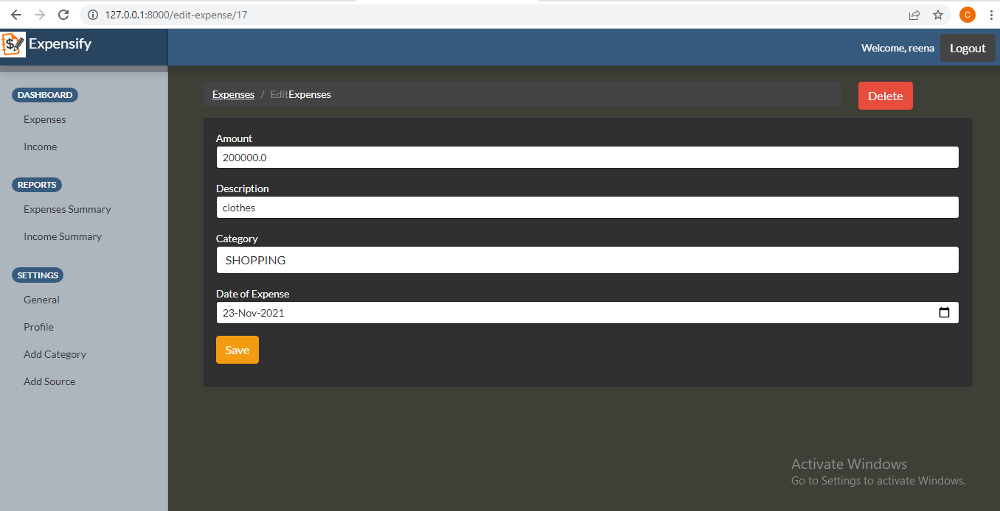 127.0.0.1:8000/edit-expense/17
C
$ Expensify
Welcome, reena
Logout
DASHBOARD
Expenses
Income
REPORTS
Expenses Summary
Income Summary
SETTINGS
General
Profile
Add Category
Add Source
Expenses / EditExpenses
Delete
Amount
200000.0
Description
clothes
Category
SHOPPING
Date of Expense
23-Nov-2021
Save
Activate Windows
Go to Settings to activate Windows.